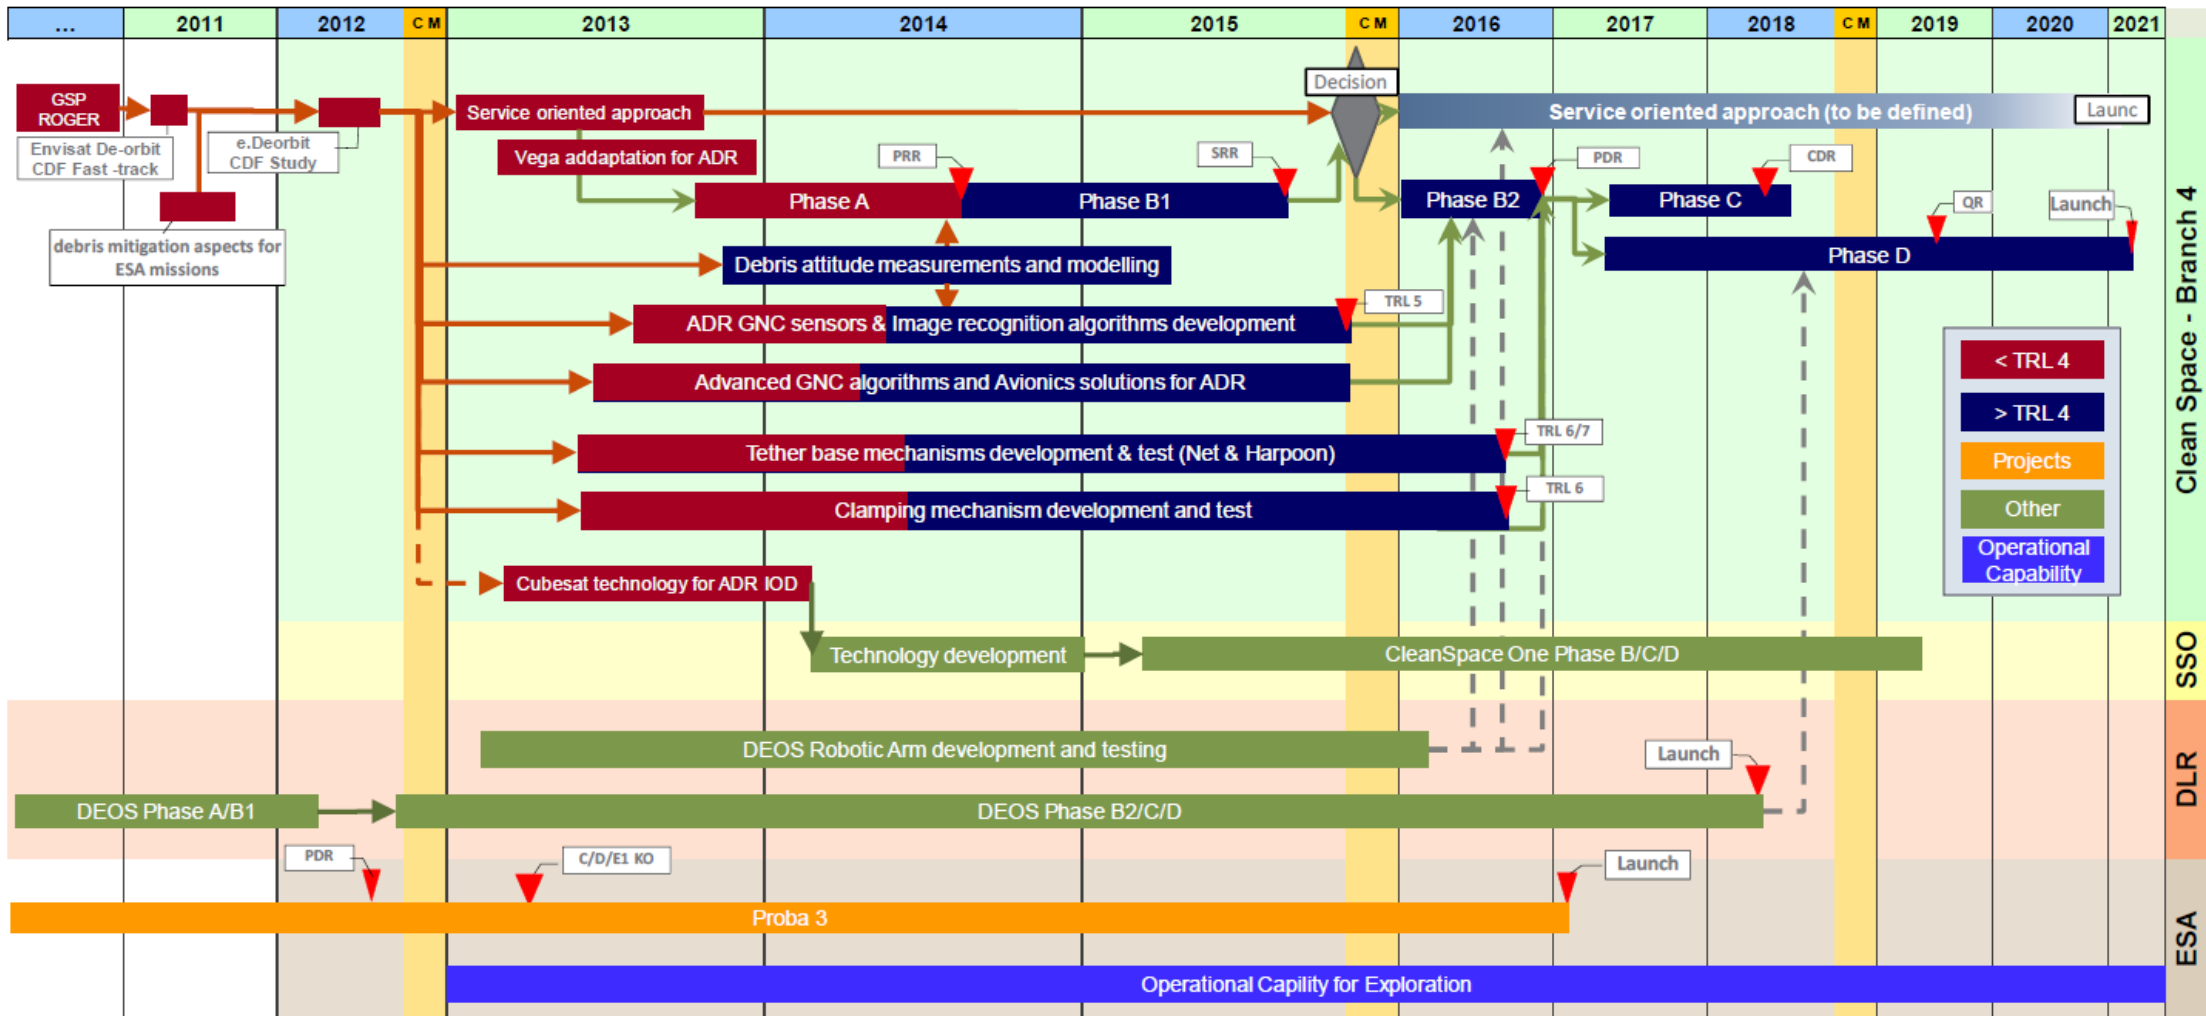 ...
2011
2012
C M
2013
2014
2015
C M
2016
2017
2018
C M
2019
2020
2021
GSP
ROGER
Envisat De-orbit
CDF Fast -track
e.Deorbit
CDF Study
debris mitigation aspects for
ESA missions
Service oriented approach
Decision
Service oriented approach (to be defined)
Launc
Vega addaptation for ADR
PRR
SRR
PDR
CDR
Phase A
Phase B1
Phase B2
Phase C
QR
Launch
Phase D
Debris attitude measurements and modelling
TRL 5
ADR GNC sensors & Image recognition algorithms development
Advanced GNC algorithms and Avionics solutions for ADR
TRL 6/7
Tether base mechanisms development & test (Net & Harpoon)
TRL 6
Clamping mechanism development and test
Cubesat technology for ADR IOD
< TRL 4
> TRL 4
Projects
Other
Operational
Capability
Clean Space - Branch 4
Technology development
CleanSpace One Phase B/C/D
SSO
DEOS Robotic Arm development and testing
Launch
DEOS Phase A/B1
DEOS Phase B2/C/D
DLR
PDR
C/D/E1 KO
Launch
Proba 3
Operational Capility for Exploration
ESA